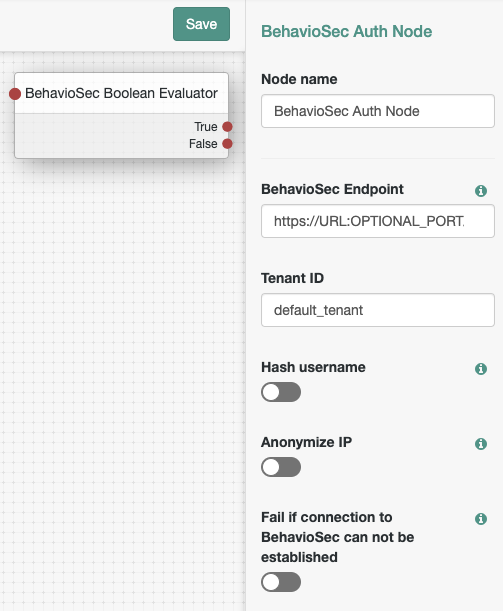 Save
BehavioSec Boolean Evaluator
True
False
BehavioSec Auth Node
Node name
BehavioSec Auth Node
BehavioSec Endpoint
https://URL:OPTIONAL_PORT
Tenant ID
default_tenant
Hash username
Anonymize IP
Fail if connection to
BehavioSec can not be
established